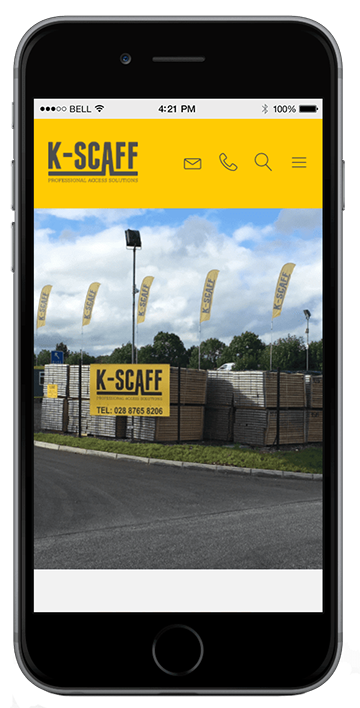 BELL 4:21 PM 100%
K-SCAFF
PROFESSIONAL ACCESS SOLUTIONS
K-SCAFF K-SCAFF K-SCAFF K-SCAFF K-SCAFF
K-SCAFF
PROFESSIONAL ACCESS SOLUTIONS
TEL: 028 8765 8206